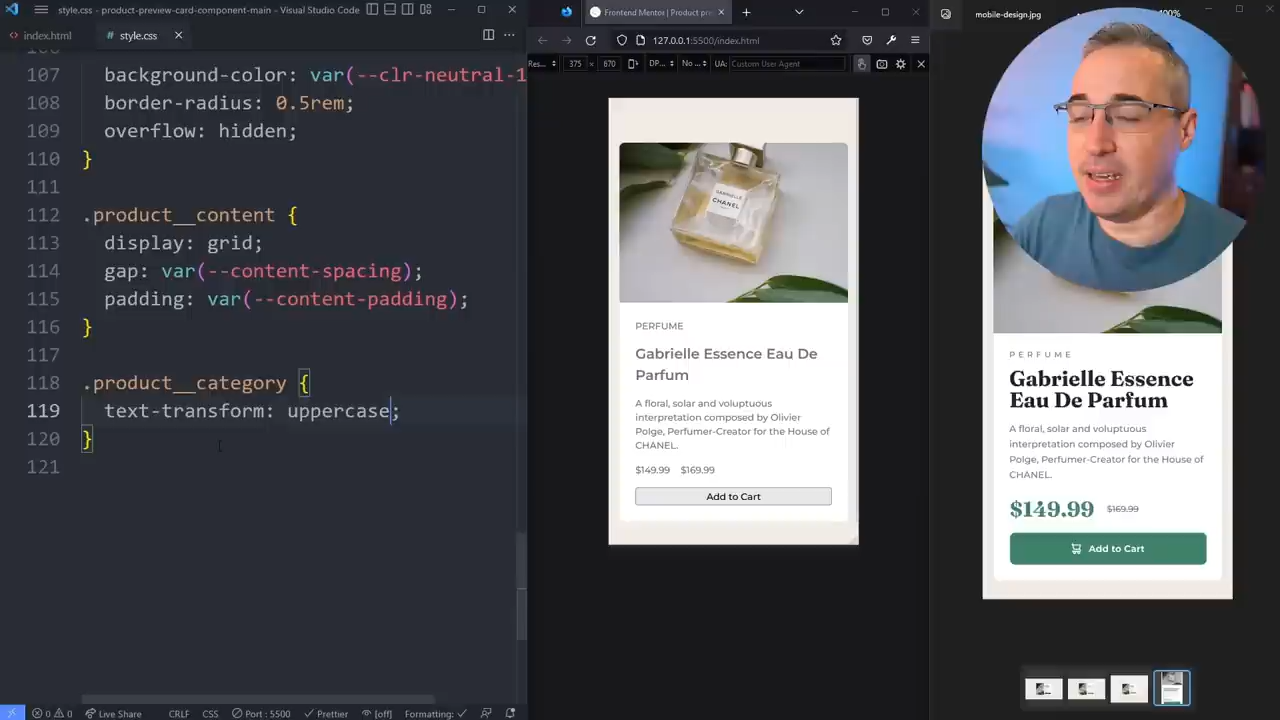 style.css - product-preview-card-component-main - Visual Studio Code
index.html
style.css
107 background-color: var(--clr-neutral-1
108 border-radius: 0.5rem;
109 overflow: hidden;
110 }
111
112 .product__content {
113 display: grid;
114 gap: var(--content-spacing);
115 padding: var(--content-padding);
116 }
117
118 .product__category {
119 text-transform: uppercase;
120 }
121
0 0
Live Share
CRLF
CSS
Port : 5500
Prettier
[off]
Formatting:
Frontend Mentor | Product pre
127.0.0.1:5500/index.html
Res...
375 x 870
DP...
No ...
UA:
Custom User Agent
GABRIELLE
CHANEL
PERFUME
Gabrielle Essence Eau De
Parfum
A floral, solar and voluptuous
interpretation composed by Olivier
Polge, Perfumer-Creator for the House of
CHANEL.
$149.99 $169.99
Add to Cart
mobile-design.jpg
100%
PERFUME
Gabrielle Essence
Eau De Parfum
A floral, solar and voluptuous
interpretation composed by Olivier
Polge, Perfumer-Creator for the House of
CHANEL.
$149.99 $169.99
Add to Cart